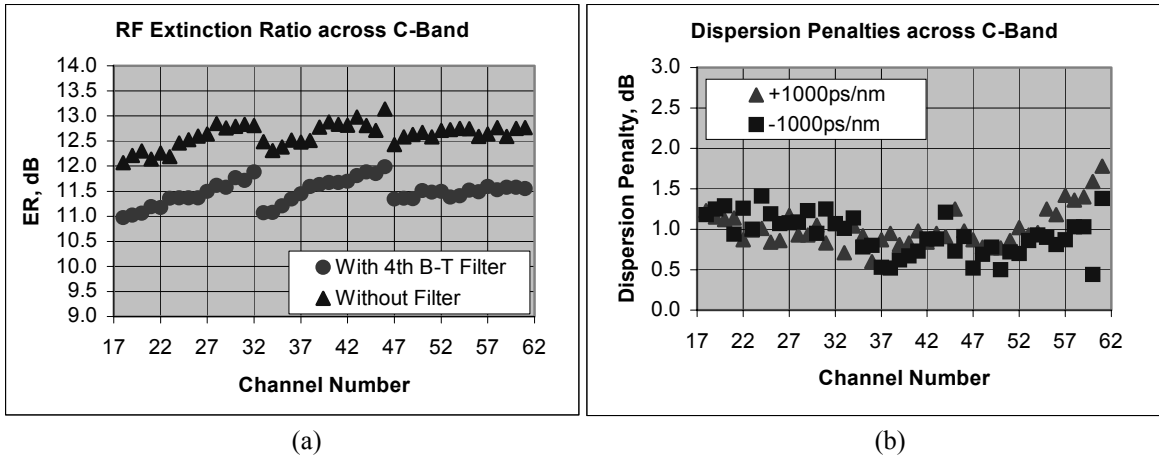 RF Extinction Ratio across C-Band
14.0
13.5
13.0
12.5
12.0
11.5
11.0
10.5
10.0
9.5
9.0
ER, dB
With 4th B-T Filter
Without Filter
17 22 27 32 37 42 47 52 57 62
Channel Number
(a)
Dispersion Penalties across C-Band
3.0
2.5
2.0
1.5
1.0
0.5
0.0
Dispersion Penalty, dB
+1000ps/nm
-1000ps/nm
17 22 27 32 37 42 47 52 57 62
Channel Number
(b)